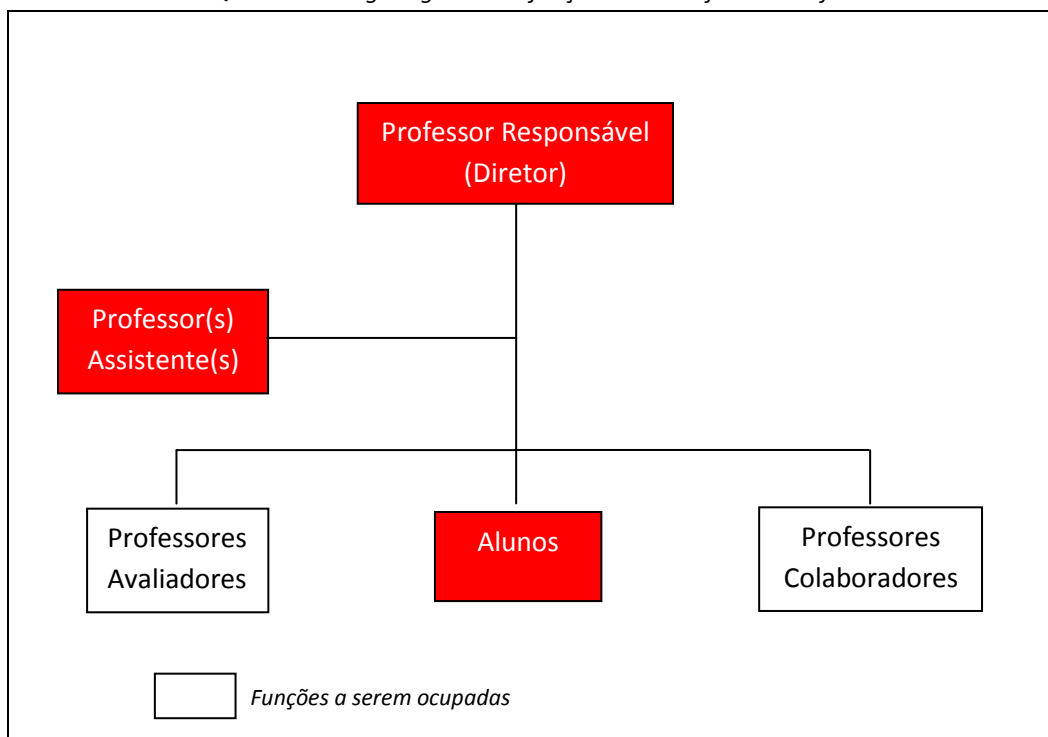 Professor Responsável
(Diretor)
Professor(s)
Assistente(s)
Professores
Avaliadores
Alunos
Professores
Colaboradores
Funções a serem ocupadas